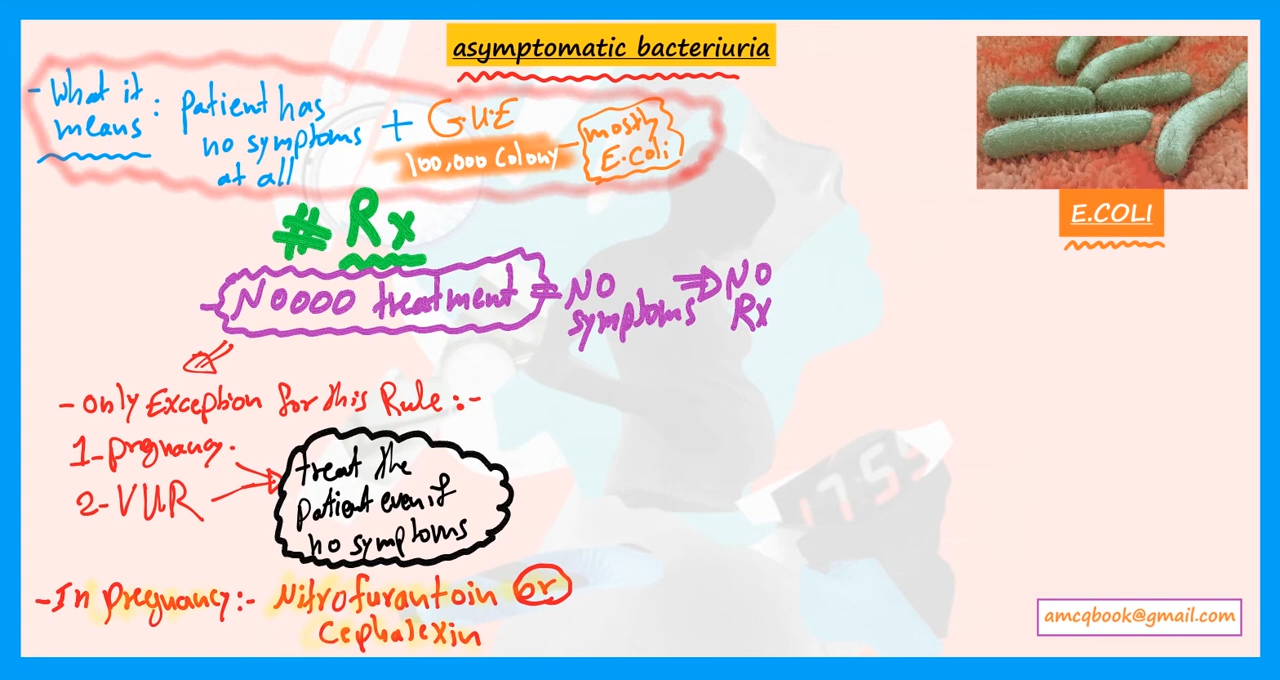 asymptomatic bacteriuria
- What it means : patient has no symptoms at all + G.U.E
100,000 Colony - mostly E.Coli
E.COLI
# Rx
- NOOOO treatment = NO symptoms ⇒ NO Rx
- Only Exception for this Rule :-
1- pregnancy.
2- VUR
treat the
patient even if
no symptoms
- In pregnancy :- Nitrofurantoin or
Cephalexin
17:59
amcqbook@gmail.com